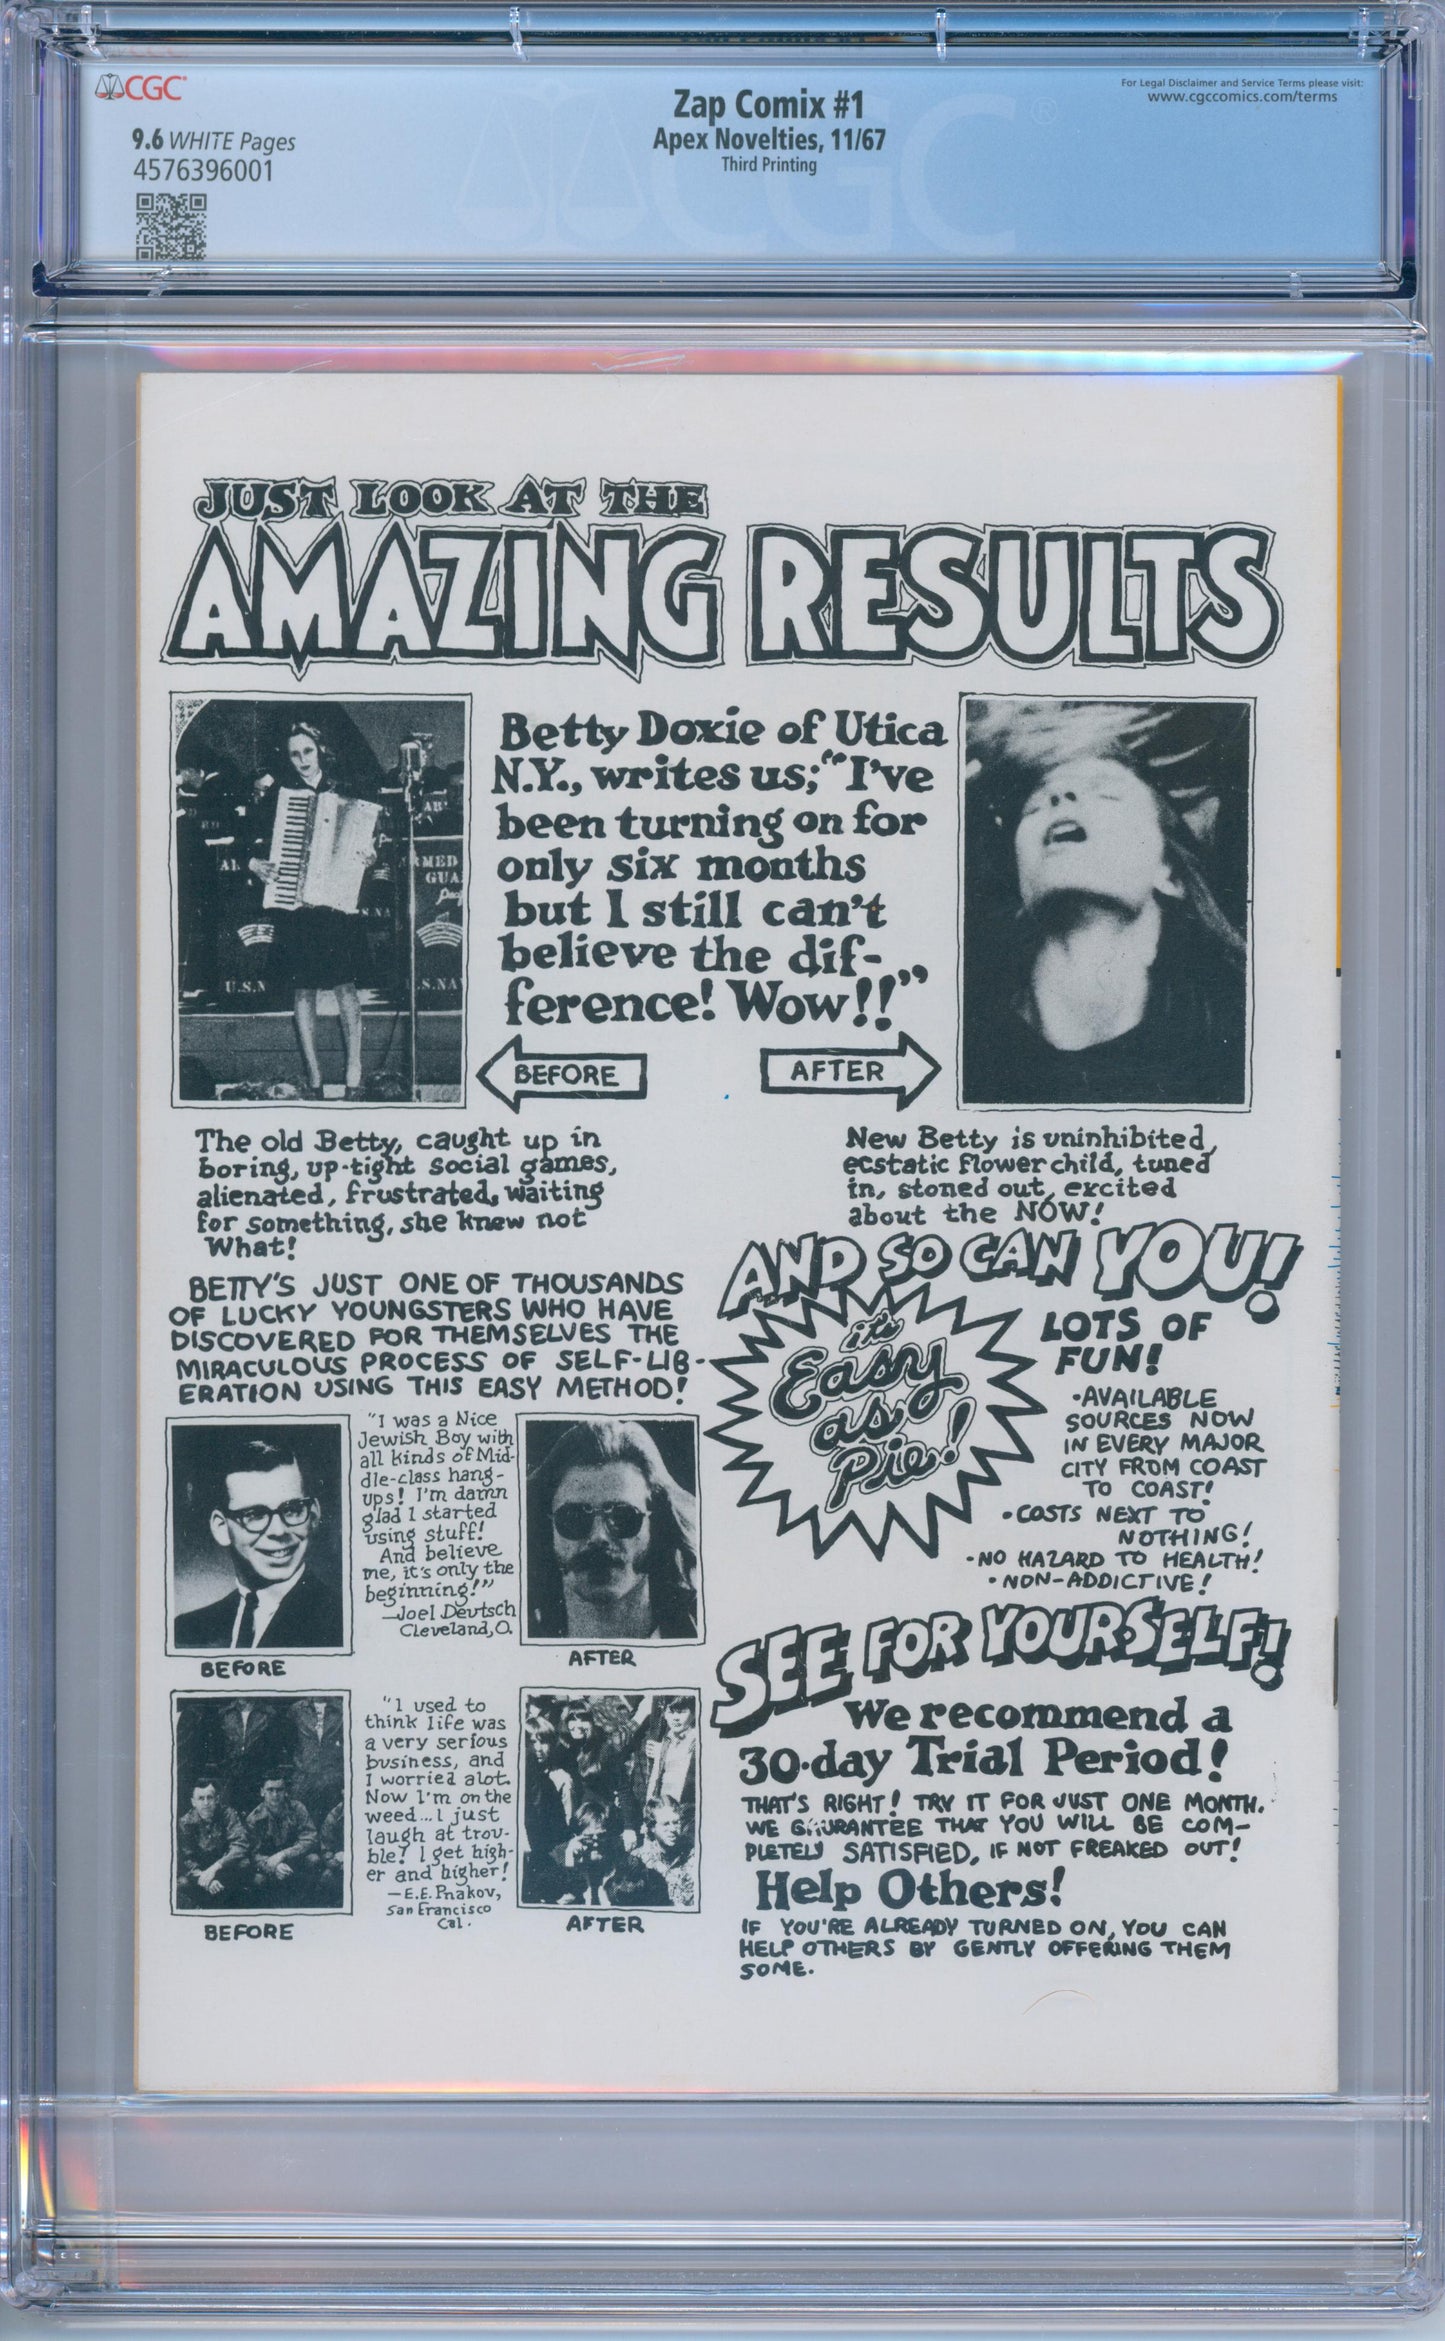 CGC
9.6 WHITE Pages
4576396001
Zap Comix #1
Apex Novelties, 11/67
Third Printing
For Legal Disclaimer and Service Terms please visit:
www.cgccomics.com/terms
JUST LOOK AT THE
AMAZING RESULTS
Betty Doxie of Utica
N.Y., writes us; "I've
been turning on for
only six months
but I still can't
believe the dif-
ference! Wow!!"
BEFORE
AFTER
The old Betty, caught up in
boring, up-tight social games,
alienated, frustrated, waiting
for something, she knew not
What!
New Betty is uninhibited,
ecstatic flower child, tuned
in, stoned out, excited
about the NOW!
BETTY'S JUST ONE OF THOUSANDS
OF LUCKY YOUNGSTERS WHO HAVE
DISCOVERED FOR THEMSELVES THE
MIRACULOUS PROCESS OF SELF-LIB-
ERATION USING THIS EASY METHOD!
"I was a Nice
Jewish Boy with
all kinds of Mid-
dle-class hang-
ups! I'm damn
glad I started
using stuff!
And believe
me, it's only the
beginning!"
—Joel Deutsch
Cleveland, O.
BEFORE
AFTER
"I used to
think life was
a very serious
business, and
I worried alot.
Now I'm on the
weed...I just
laugh at trou-
ble! I get high-
er and higher!
—E.E. Pnakov,
San Francisco
Cal.
BEFORE
AFTER
AND SO CAN YOU!
it's
Easy
as
Pie!
LOTS OF
FUN!
•AVAILABLE
SOURCES NOW
IN EVERY MAJOR
CITY FROM COAST
TO COAST!
•COSTS NEXT TO
NOTHING!
•NO HAZARD TO HEALTH!
•NON-ADDICTIVE!
SEE FOR YOURSELF!
We recommend a
30-day Trial Period!
THAT'S RIGHT! TRY IT FOR JUST ONE MONTH.
WE GAURANTEE THAT YOU WILL BE COM-
PLETELY SATISFIED, IF NOT FREAKED OUT!
Help Others!
IF YOU'RE ALREADY TURNED ON, YOU CAN
HELP OTHERS BY GENTLY OFFERING THEM
SOME.